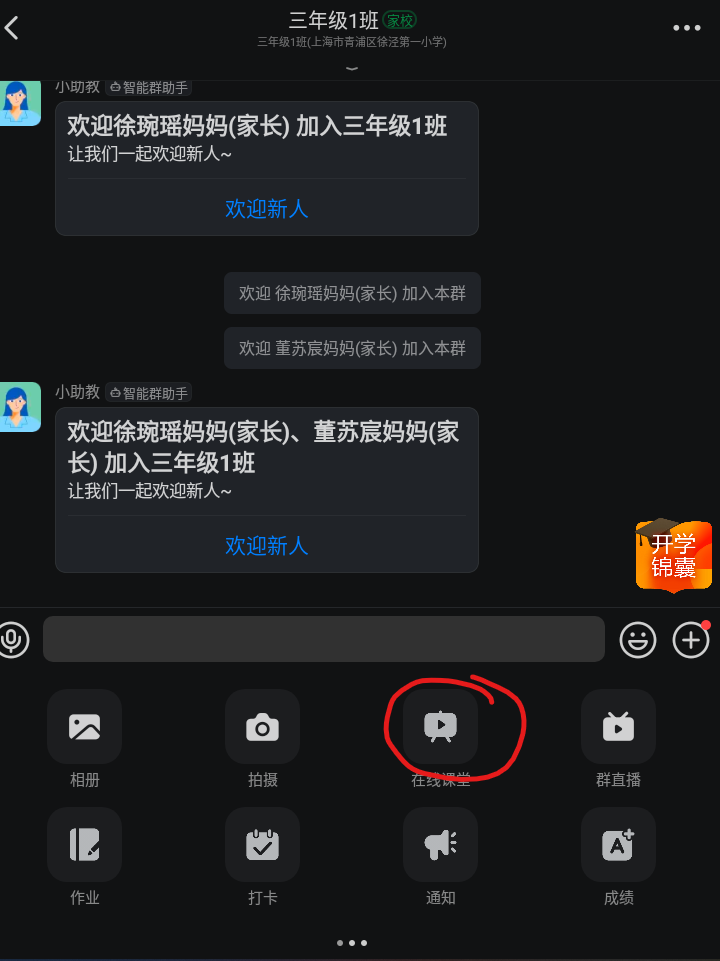 三年级1班 家校
三年级1班(上海市青浦区徐泾第一小学)
小助教 智能群助手
欢迎徐琬瑶妈妈(家长) 加入三年级1班
让我们一起欢迎新人~
欢迎新人
欢迎 徐琬瑶妈妈(家长) 加入本群
欢迎 董苏宸妈妈(家长) 加入本群
小助教 智能群助手
欢迎徐琬瑶妈妈(家长)、董苏宸妈妈(家
长) 加入三年级1班
让我们一起欢迎新人~
欢迎新人
开学
锦囊
相册 拍摄 在线课堂 群直播
作业 打卡 通知 成绩